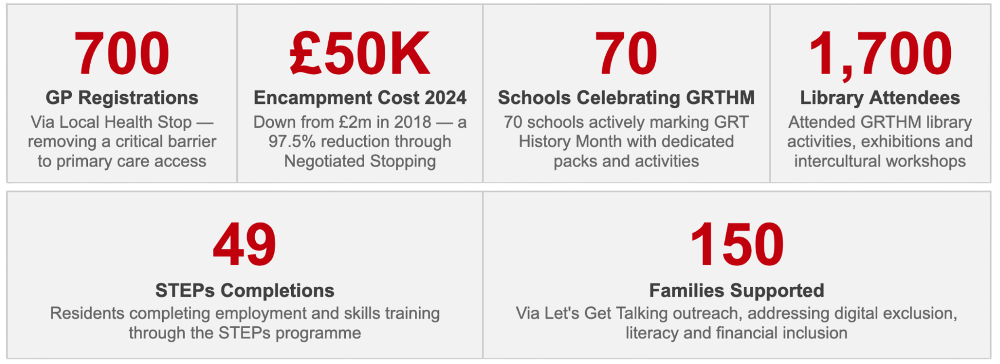 700
GP Registrations
Via Local Health Stop —
removing a critical barrier
to primary care access
£50K
Encampment Cost 2024
Down from £2m in 2018 — a
97.5% reduction through
Negotiated Stopping
70
Schools Celebrating GRTHM
70 schools actively marking GRT
History Month with dedicated
packs and activities
1,700
Library Attendees
Attended GRTHM library
activities, exhibitions and
intercultural workshops
49
STEPs Completions
Residents completing employment and skills training
through the STEPs programme
150
Families Supported
Via Let's Get Talking outreach, addressing digital exclusion,
literacy and financial inclusion